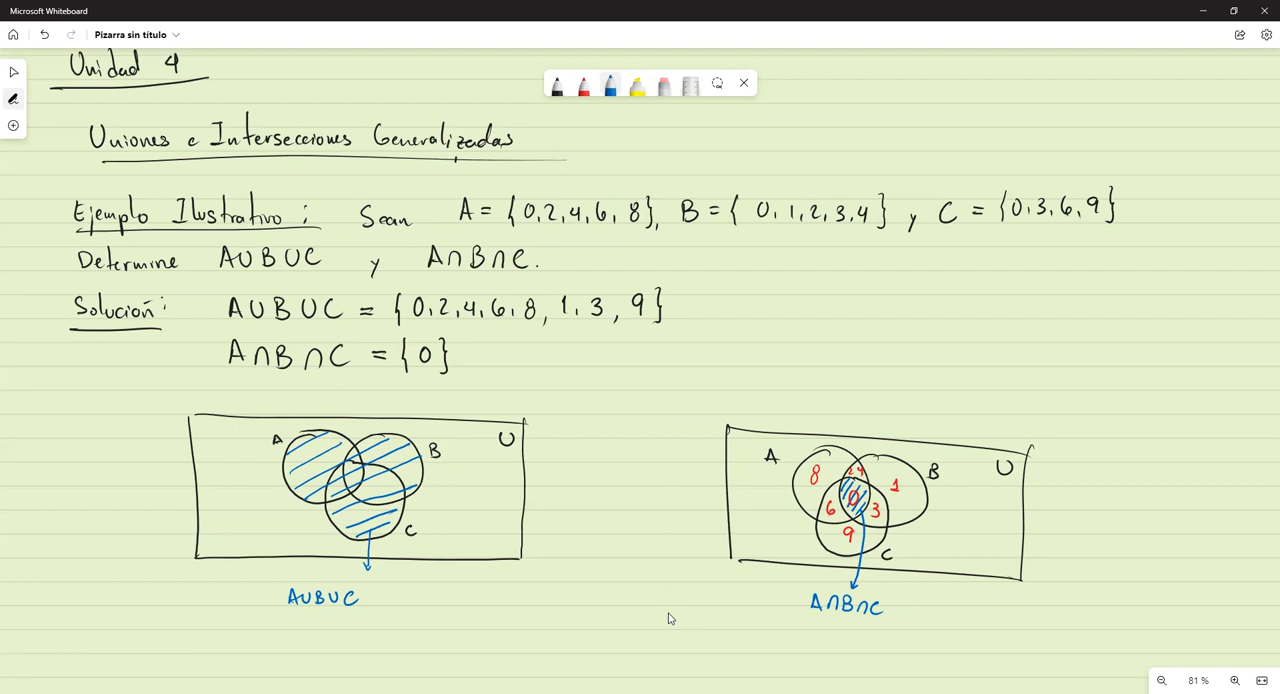 Microsoft Whiteboard
Pizarra sin título
Unidad 4
Uniones e Intersecciones Generalizadas
Ejemplo Ilustrativo: Sean A = {0,2,4,6,8}, B = {0,1,2,3,4} y C = {0,3,6,9}
Determine A∪B∪C y A∩B∩C.
Solución: A∪B∪C = {0,2,4,6,8,1,3,9}
A∩B∩C = {0}
A B U
C
A∪B∪C
A B U
8 2 4 1
6 0 3
9
C
A∩B∩C
81 %